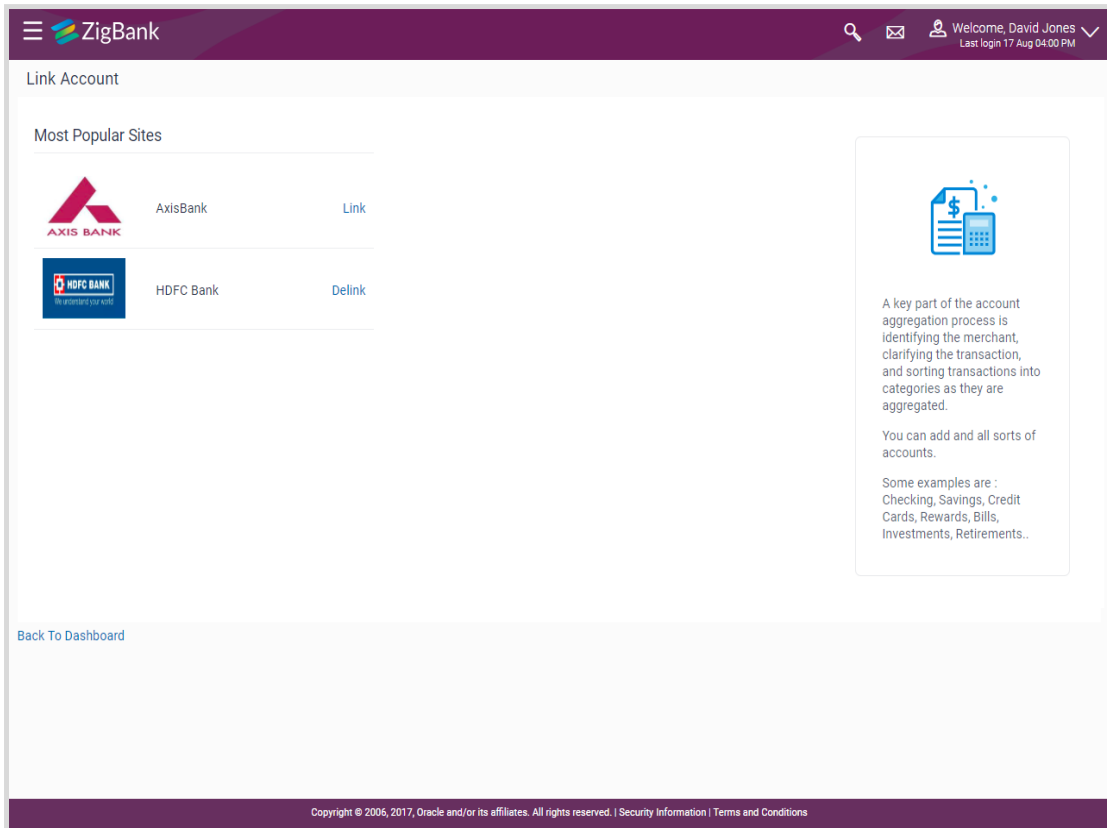 ZigBank
Welcome, David Jones
Last login 17 Aug 04:00 PM
Link Account
Most Popular Sites
AXIS BANK
AxisBank
Link
HDFC BANK
We understand your world
HDFC Bank
Delink
$
A key part of the account
aggregation process is
identifying the merchant,
clarifying the transaction,
and sorting transactions into
categories as they are
aggregated.
You can add and all sorts of
accounts.
Some examples are :
Checking, Savings, Credit
Cards, Rewards, Bills,
Investments, Retirements..
Back To Dashboard
Copyright © 2006, 2017, Oracle and/or its affiliates. All rights reserved. | Security Information | Terms and Conditions